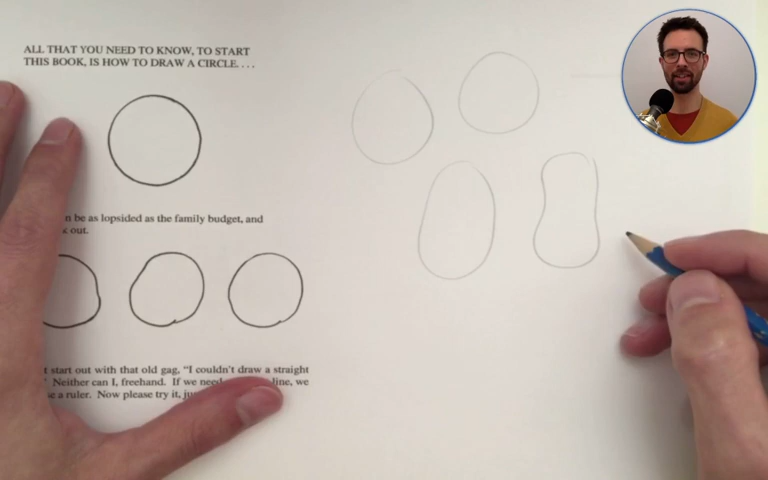 ALL THAT YOU NEED TO KNOW, TO START
THIS BOOK, IS HOW TO DRAW A CIRCLE....
n be as lopsided as the family budget, and
out.
t start out with that old gag, "I couldn't draw a straight
Neither can I, freehand. If we need line, we
a ruler. Now please try it,